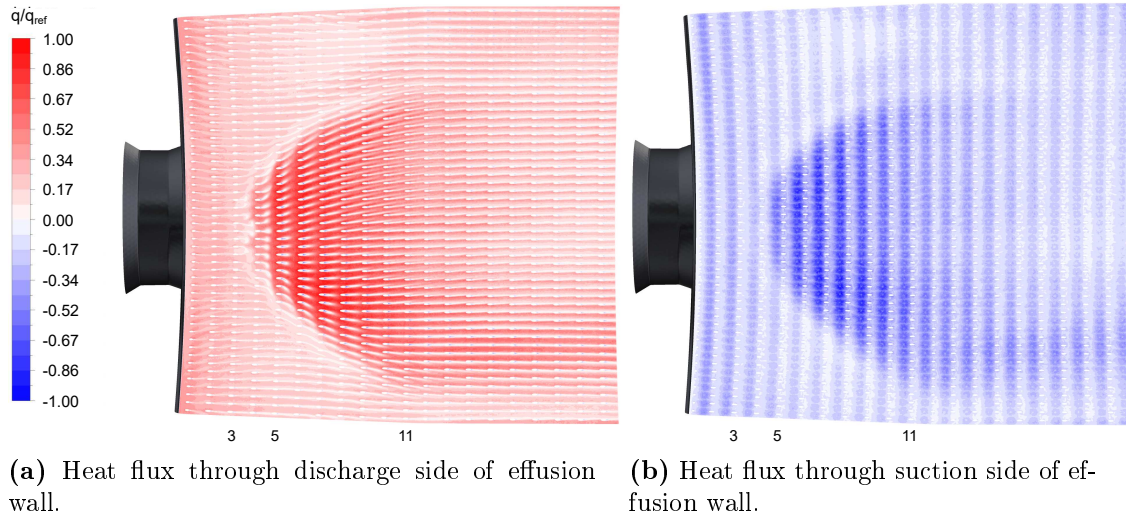 q̇/q̇ref
1.00
0.86
0.67
0.52
0.34
0.17
0.00
-0.17
-0.34
-0.52
-0.67
-0.86
-1.00
3 5 11
3 5 11
(a) Heat flux through discharge side of effusion
wall.
(b) Heat flux through suction side of ef-
fusion wall.